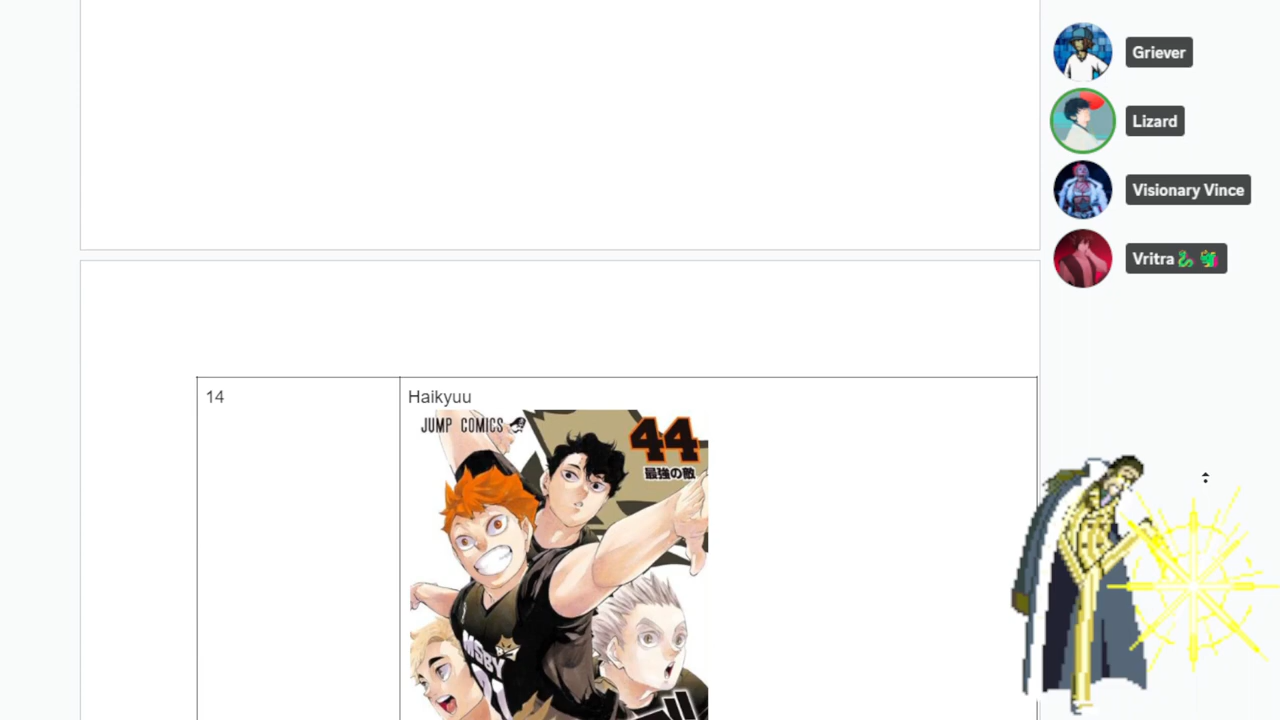 Griever
Lizard
Visionary Vince
Vritra🐍 🐲
14
Haikyuu
JUMP COMICS
44
最強の敵
MSBY